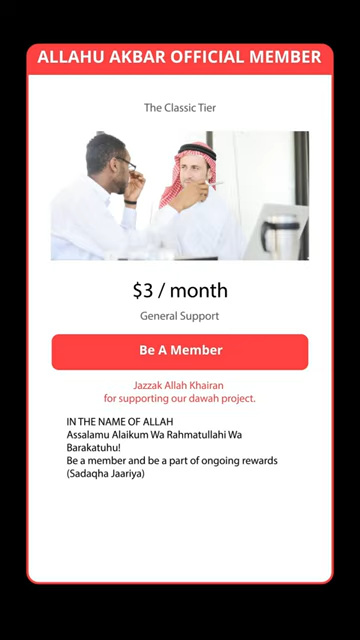 ALLAHU AKBAR OFFICIAL MEMBER
The Classic Tier
$3 / month
General Support
Be A Member
Jazzak Allah Khairan
for supporting our dawah project.
IN THE NAME OF ALLAH
Assalamu Alaikum Wa Rahmatullahi Wa
Barakatuhu!
Be a member and be a part of ongoing rewards
(Sadaqha Jaariya)